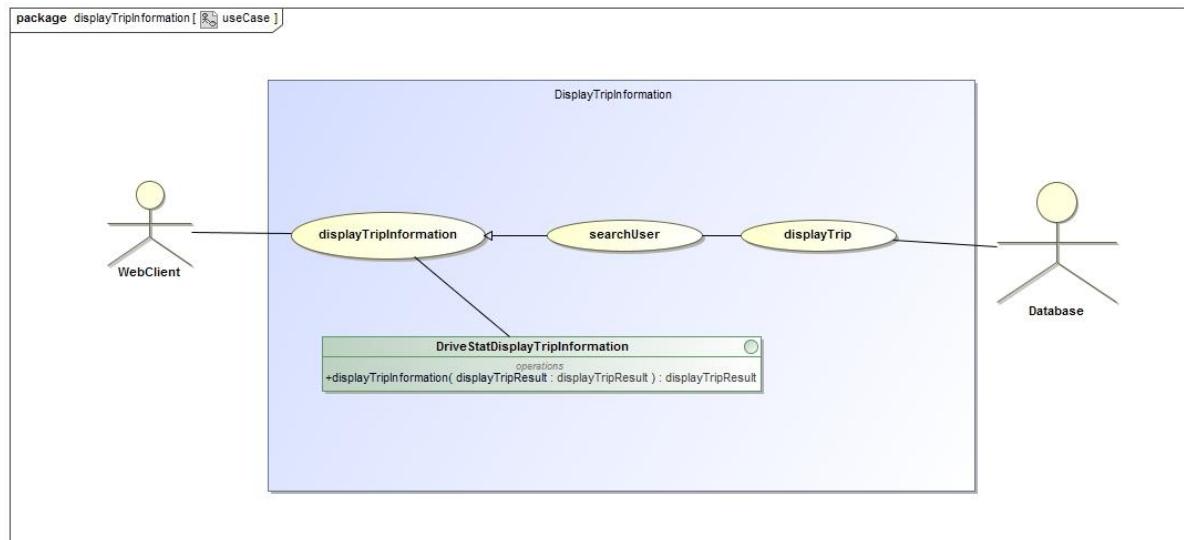 package displayTripInformation [ useCase ]
DisplayTripInformation
displayTripInformation
searchUser
displayTrip
WebClient
Database
DriveStatDisplayTripInformation
operations
+displayTripInformation( displayTripResult : displayTripResult ) : displayTripResult